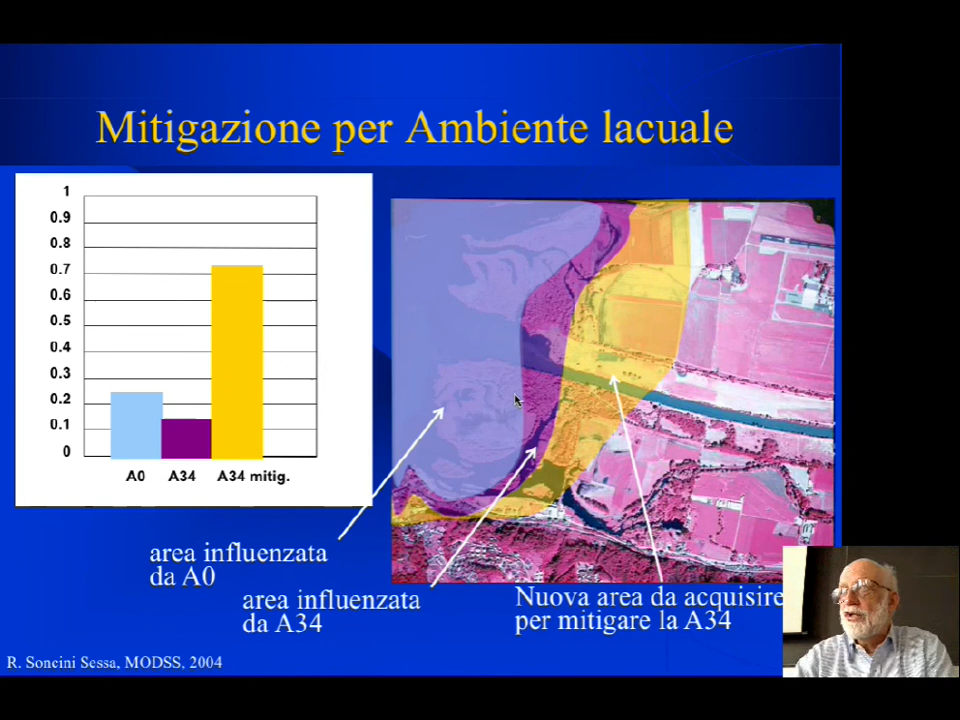 Mitigazione per Ambiente lacuale
1
0.9
0.8
0.7
0.6
0.5
0.4
0.3
0.2
0.1
0
A0 A34 A34 mitig.
area influenzata
da A0
area influenzata
da A34
Nuova area da acquisire
per mitigare la A34
R. Soncini Sessa, MODSS, 2004